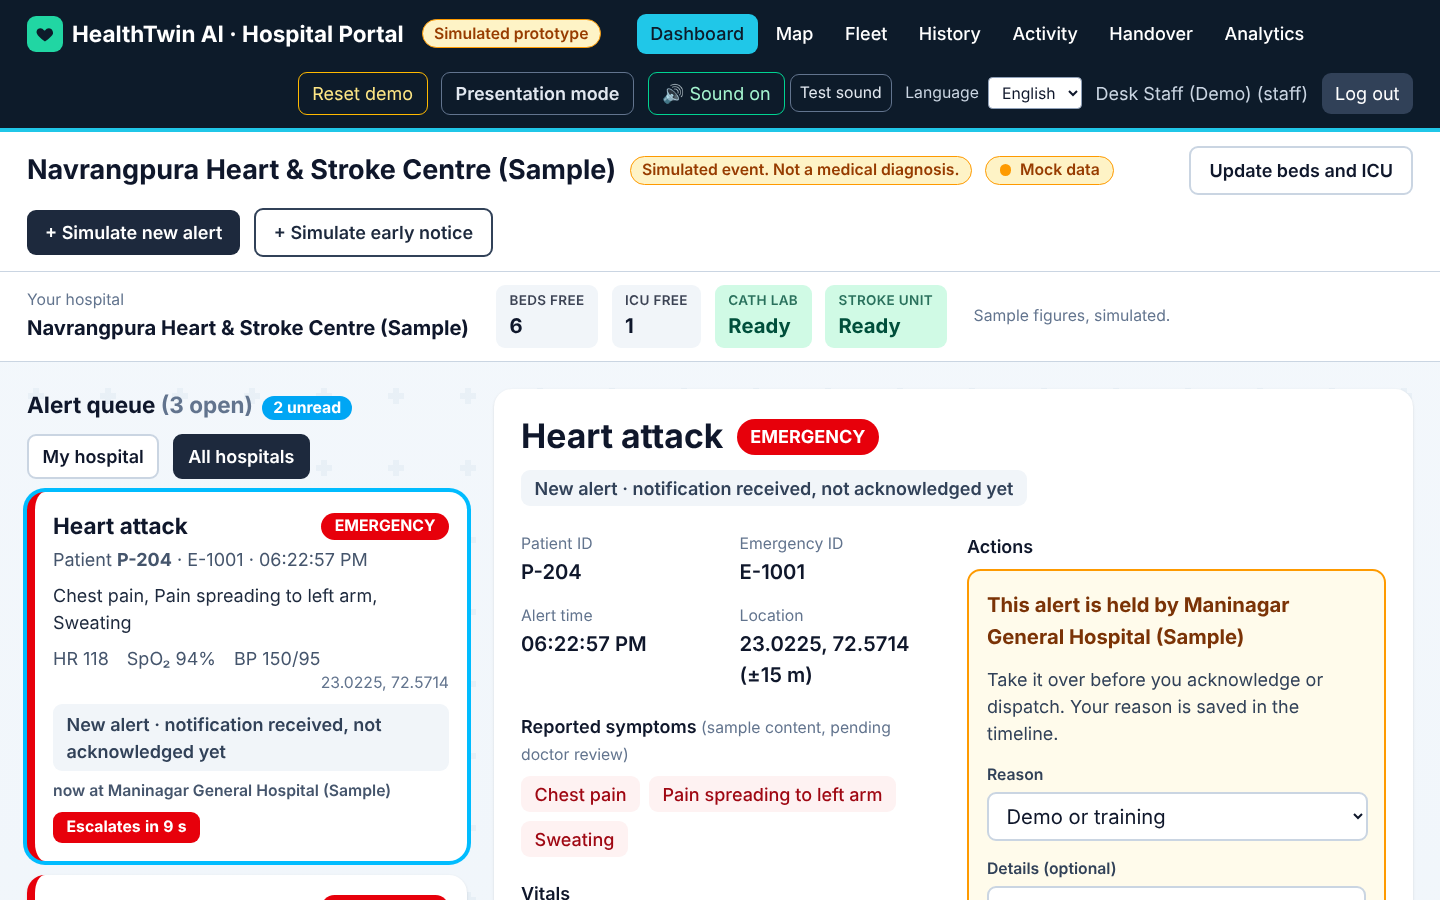 HealthTwin AI · Hospital Portal
Simulated prototype
Dashboard
Map
Fleet
History
Activity
Handover
Analytics
Reset demo
Presentation mode
🔊 Sound on
Test sound
Language
English
Desk Staff (Demo) (staff)
Log out
Navrangpura Heart & Stroke Centre (Sample)
Simulated event. Not a medical diagnosis.
Mock data
Update beds and ICU
+ Simulate new alert
+ Simulate early notice
Your hospital
Navrangpura Heart & Stroke Centre (Sample)
BEDS FREE
6
ICU FREE
1
CATH LAB
Ready
STROKE UNIT
Ready
Sample figures, simulated.
Alert queue (3 open)
2 unread
My hospital
All hospitals
Heart attack
EMERGENCY
Patient P-204 · E-1001 · 06:22:57 PM
Chest pain, Pain spreading to left arm,
Sweating
HR 118 SpO₂ 94% BP 150/95
23.0225, 72.5714
New alert · notification received, not
acknowledged yet
now at Maninagar General Hospital (Sample)
Escalates in 9 s
Heart attack
EMERGENCY
New alert · notification received, not acknowledged yet
Patient ID
P-204
Emergency ID
E-1001
Alert time
06:22:57 PM
Location
23.0225, 72.5714
(±15 m)
Reported symptoms (sample content, pending
doctor review)
Chest pain
Pain spreading to left arm
Sweating
Vitals
Actions
This alert is held by Maninagar
General Hospital (Sample)
Take it over before you acknowledge or
dispatch. Your reason is saved in the
timeline.
Reason
Demo or training
Details (optional)